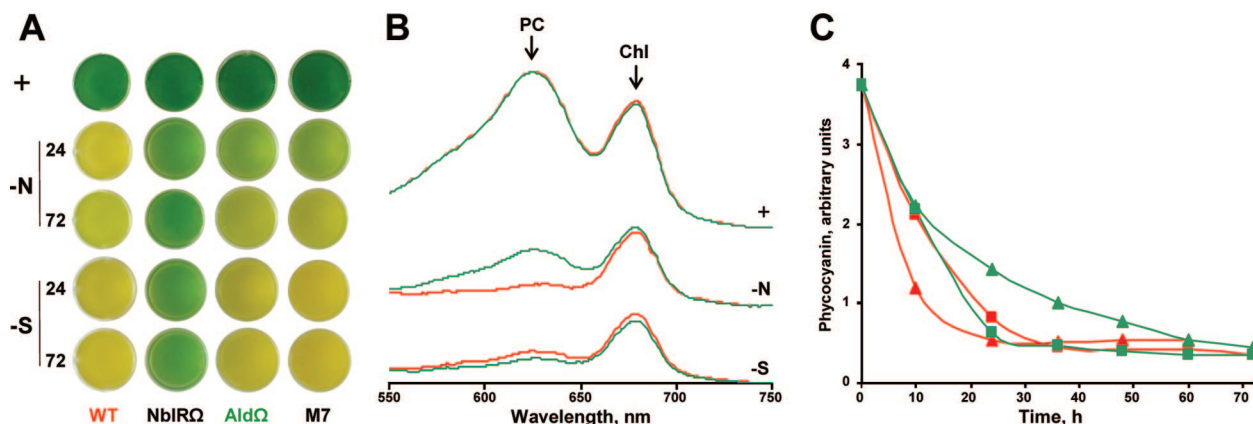 A
+
24
-N
72
24
-S
72
WT NblRΩ AldΩ M7
B
PC
Chl
+
-N
-S
550 600 650 700 750
Wavelength, nm
C
Phycocyanin, arbitrary units
4
3
2
1
0
0 10 20 30 40 50 60 70
Time, h